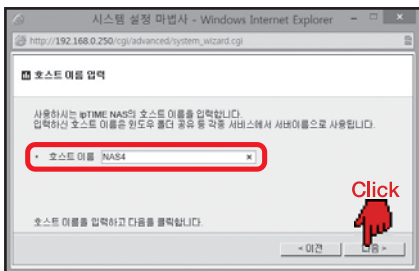 시스템 설정 마법사 - Windows Internet Explorer
http://192.168.0.250/cgi/advanced/system_wizard.cgi
호스트 이름 입력
사용하시는 ipTIME NAS의 호스트 이름을 입력합니다.
입력하신 호스트 이름은 윈도우 폴더 공유 등 각종 서비스에서 서버이름으로 사용됩니다.
• 호스트 이름 NAS4
Click
호스트 이름을 입력하고 다음을 클릭합니다.
< 이전 다음 >